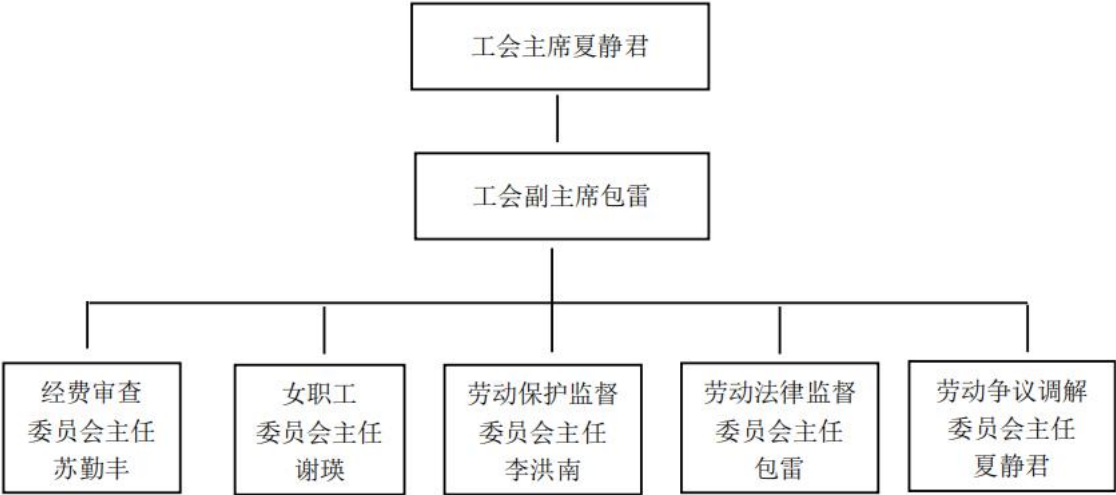 工会主席夏静君
工会副主席包雷
经费审查
委员会主任
苏勤丰
女职工
委员会主任
谢瑛
劳动保护监督
委员会主任
李洪南
劳动法律监督
委员会主任
包雷
劳动争议调解
委员会主任
夏静君